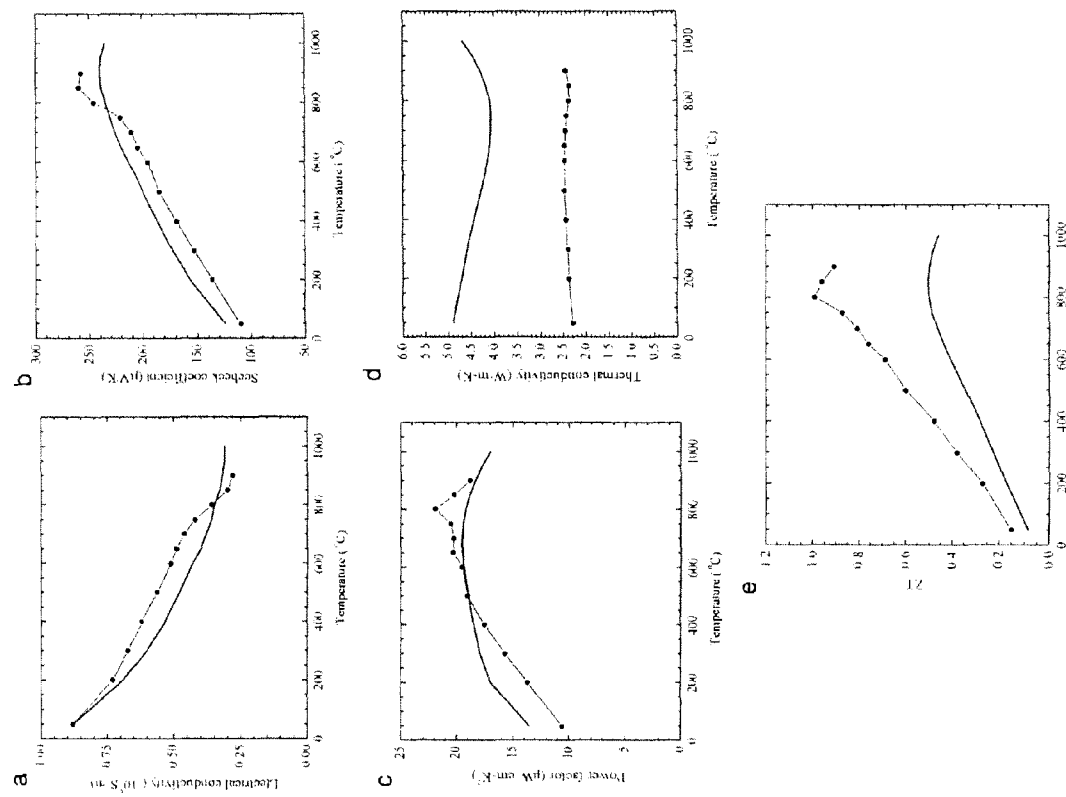 a
1.00
0.75
0.50
0.25
0.00
Electrical conductivity
0 200 400 600 800 1000
Temperature (°C)
b
300
250
200
150
100
50
Seebeck coefficient (μV/K)
0 200 400 600 800 1000
Temperature (°C)
c
25
20
15
10
5
0
Power factor
0 200 400 600 800 1000
Temperature (°C)
d
6.0
5.5
5.0
4.5
4.0
3.5
3.0
2.5
2.0
1.5
1.0
0.5
0.0
Thermal conductivity (W/m-K)
0 200 400 600 800 1000
Temperature (°C)
e
1.2
1.0
0.8
0.6
0.4
0.2
0.0
ZT
0 200 400 600 800 1000